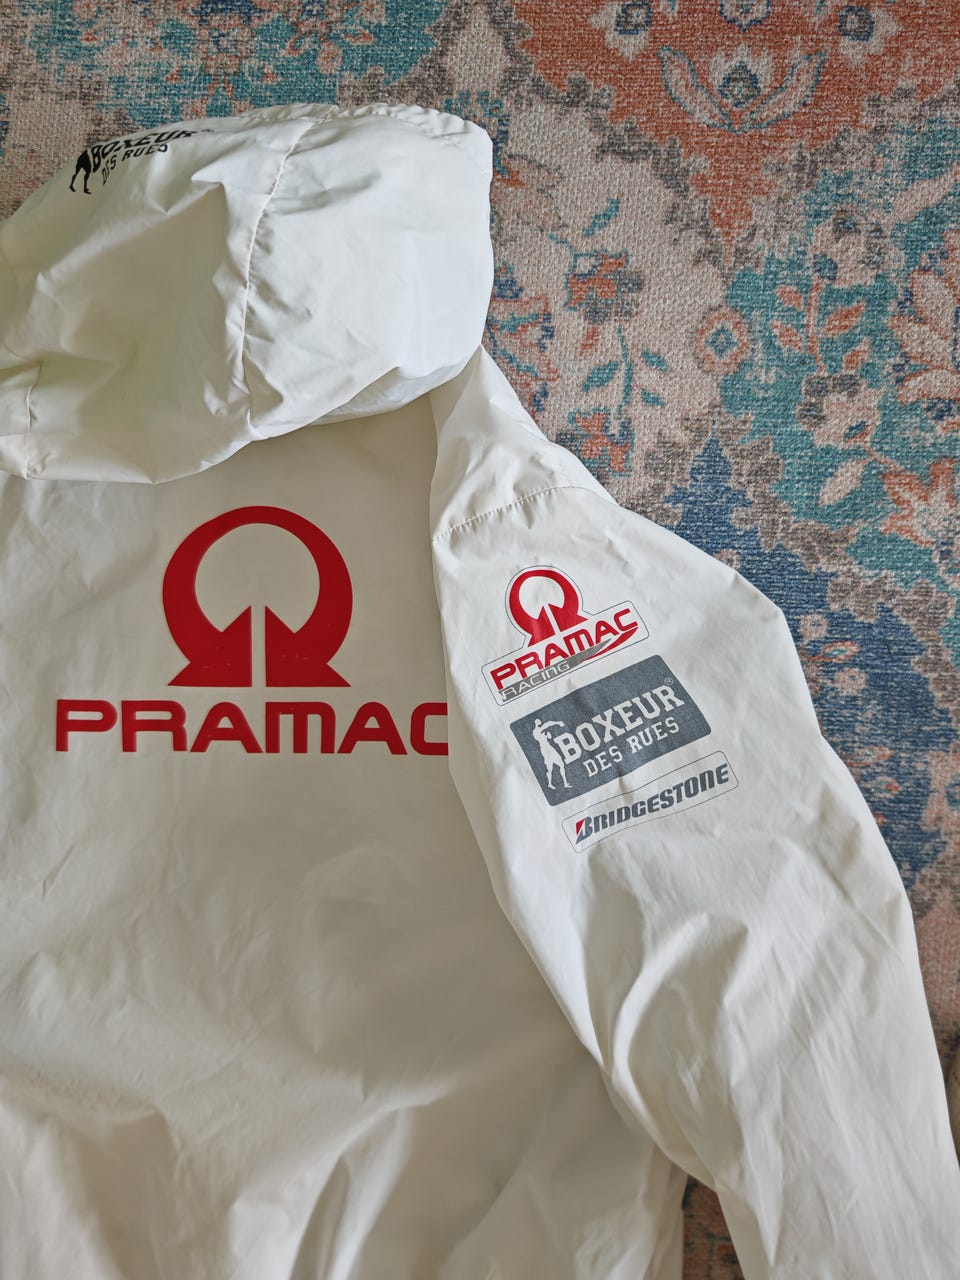 BOXEUR
DES RUES
PRAMAC
PRAMAC
RACING
BOXEUR®
DES RUES
BRIDGESTONE